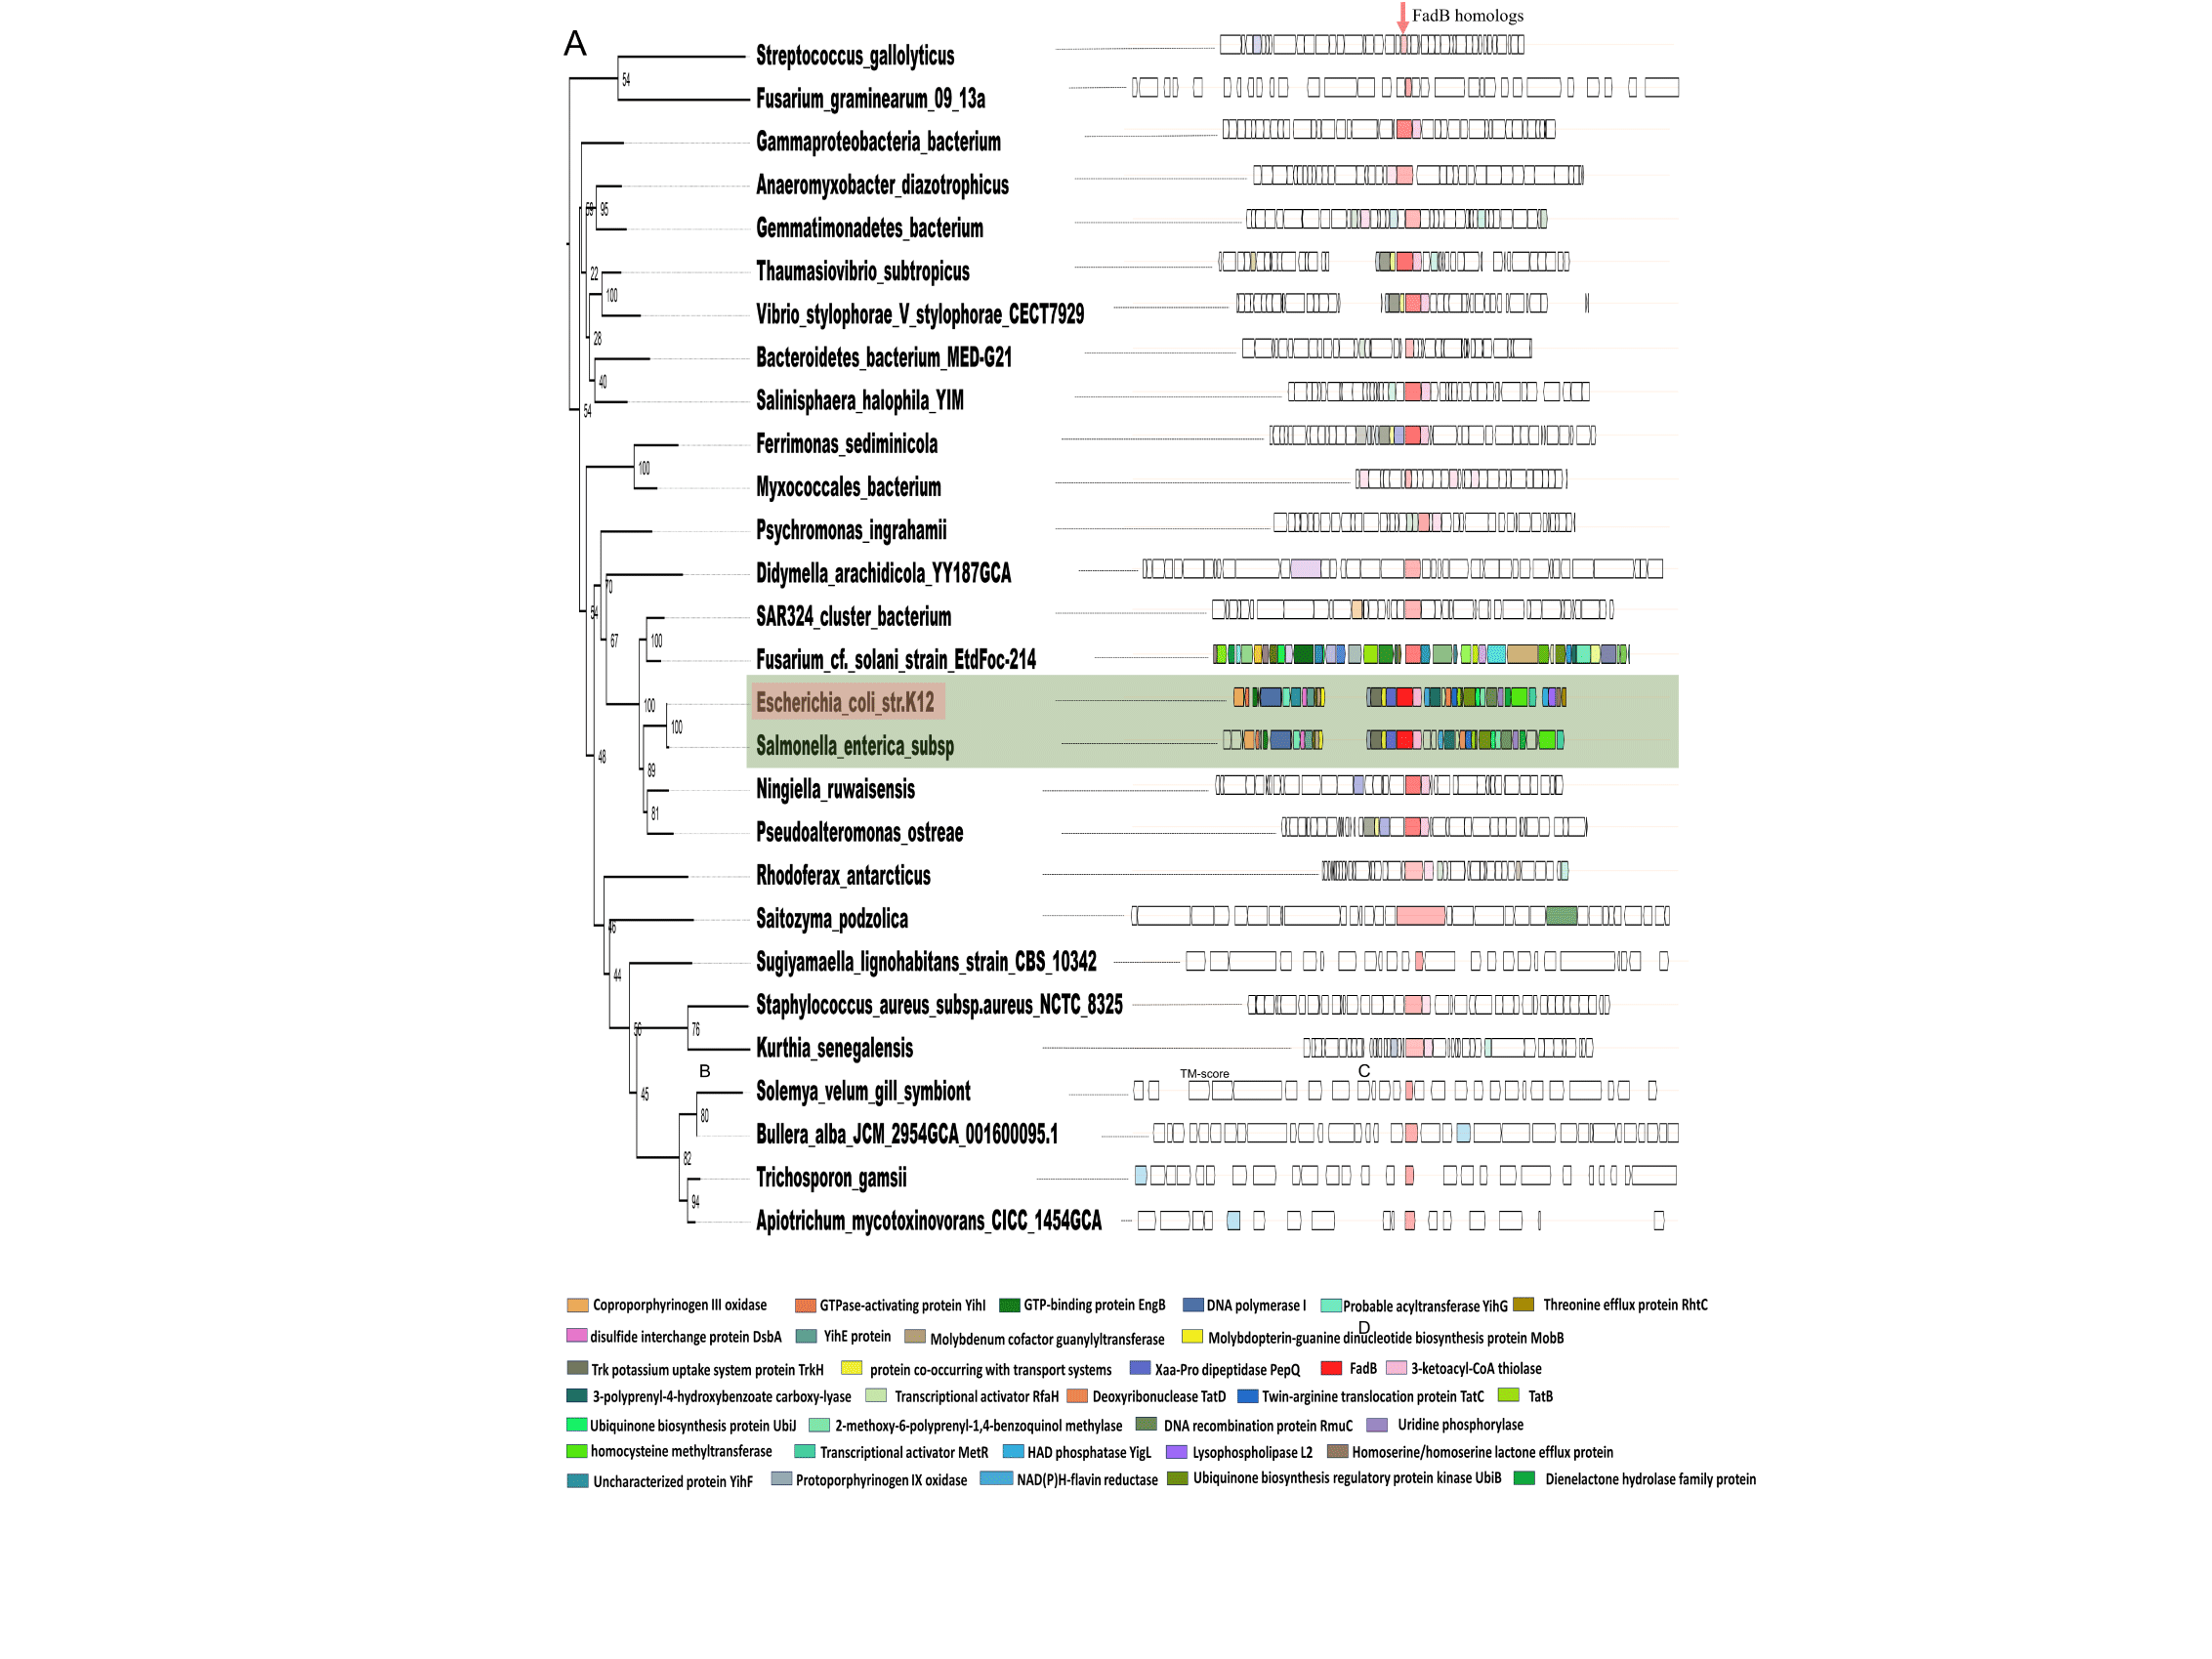 A
FadB homologs
Streptococcus_gallolyticus
54
Fusarium_graminearum_09_13a
Gammaproteobacteria_bacterium
Anaeromyxobacter_diazotrophicus
95
Gemmatimonadetes_bacterium
Thaumasiovibrio_subtropicus
22
100
Vibrio_stylophorae_V_stylophorae_CECT7929
28
Bacteroidetes_bacterium_MED-G21
40
Salinisphaera_halophila_YIM
54
Ferrimonas_sediminicola
100
Myxococcales_bacterium
Psychromonas_ingrahamii
Didymella_arachidicola_YY187GCA
70
SAR324_cluster_bacterium
67
100
Fusarium_cf._solani_strain_EtdFoc-214
Escherichia_coli_str.K12
100
100
Salmonella_enterica_subsp
48
89
Ningiella_ruwaisensis
81
Pseudoalteromonas_ostreae
Rhodoferax_antarcticus
Saitozyma_podzolica
Sugiyamaella_lignohabitans_strain_CBS_10342
44
Staphylococcus_aureus_subsp.aureus_NCTC_8325
76
Kurthia_senegalensis
B
TM-score
C
45
Solemya_velum_gill_symbiont
80
Bullera_alba_JCM_2954GCA_001600095.1
82
Trichosporon_gamsii
94
Apiotrichum_mycotoxinovorans_CICC_1454GCA
Coproporphyrinogen III oxidase GTPase-activating protein YihI GTP-binding protein EngB DNA polymerase I Probable acyltransferase YihG Threonine efflux protein RhtC
D
disulfide interchange protein DsbA YihE protein Molybdenum cofactor guanylyltransferase Molybdopterin-guanine dinucleotide biosynthesis protein MobB
Trk potassium uptake system protein TrkH protein co-occurring with transport systems Xaa-Pro dipeptidase PepQ FadB 3-ketoacyl-CoA thiolase
3-polyprenyl-4-hydroxybenzoate carboxy-lyase Transcriptional activator RfaH Deoxyribonuclease TatD Twin-arginine translocation protein TatC TatB
Ubiquinone biosynthesis protein UbiJ 2-methoxy-6-polyprenyl-1,4-benzoquinol methylase DNA recombination protein RmuC Uridine phosphorylase
homocysteine methyltransferase Transcriptional activator MetR HAD phosphatase YigL Lysophospholipase L2 Homoserine/homoserine lactone efflux protein
Uncharacterized protein YihF Protoporphyrinogen IX oxidase NAD(P)H-flavin reductase Ubiquinone biosynthesis regulatory protein kinase UbiB Dienelactone hydrolase family protein